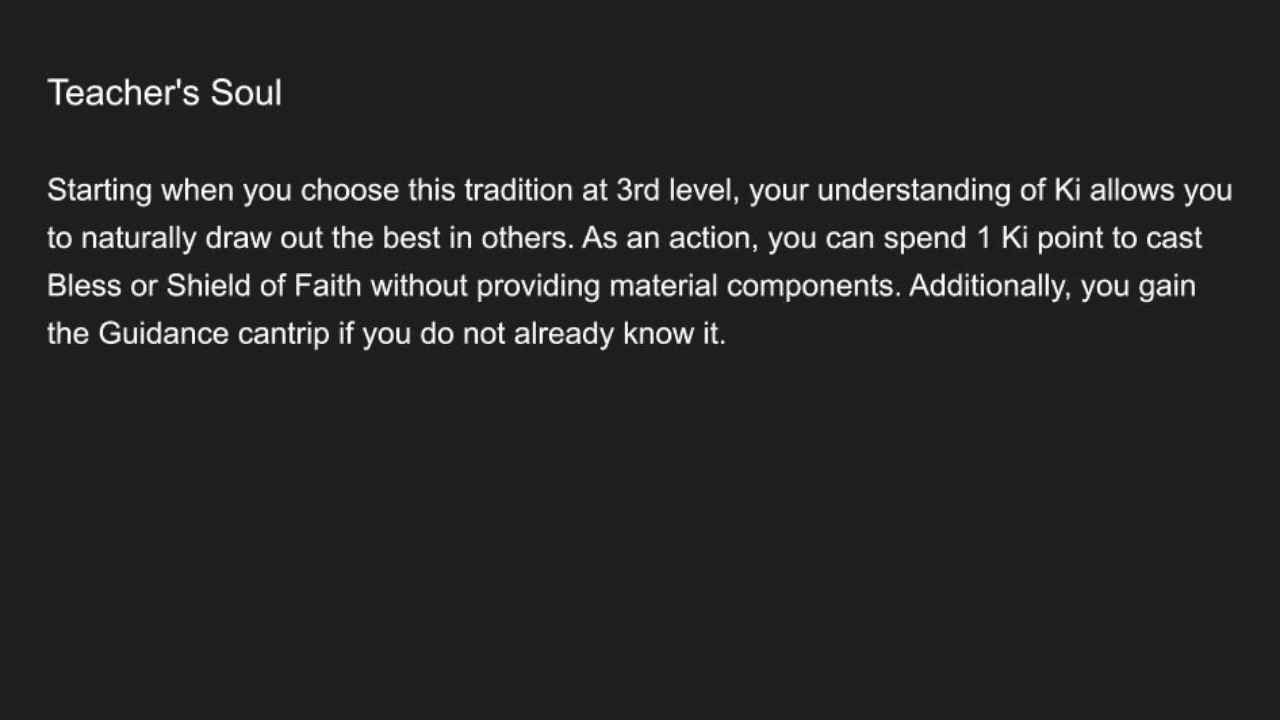 Teacher's Soul
Starting when you choose this tradition at 3rd level, your understanding of Ki allows you
to naturally draw out the best in others. As an action, you can spend 1 Ki point to cast
Bless or Shield of Faith without providing material components. Additionally, you gain
the Guidance cantrip if you do not already know it.